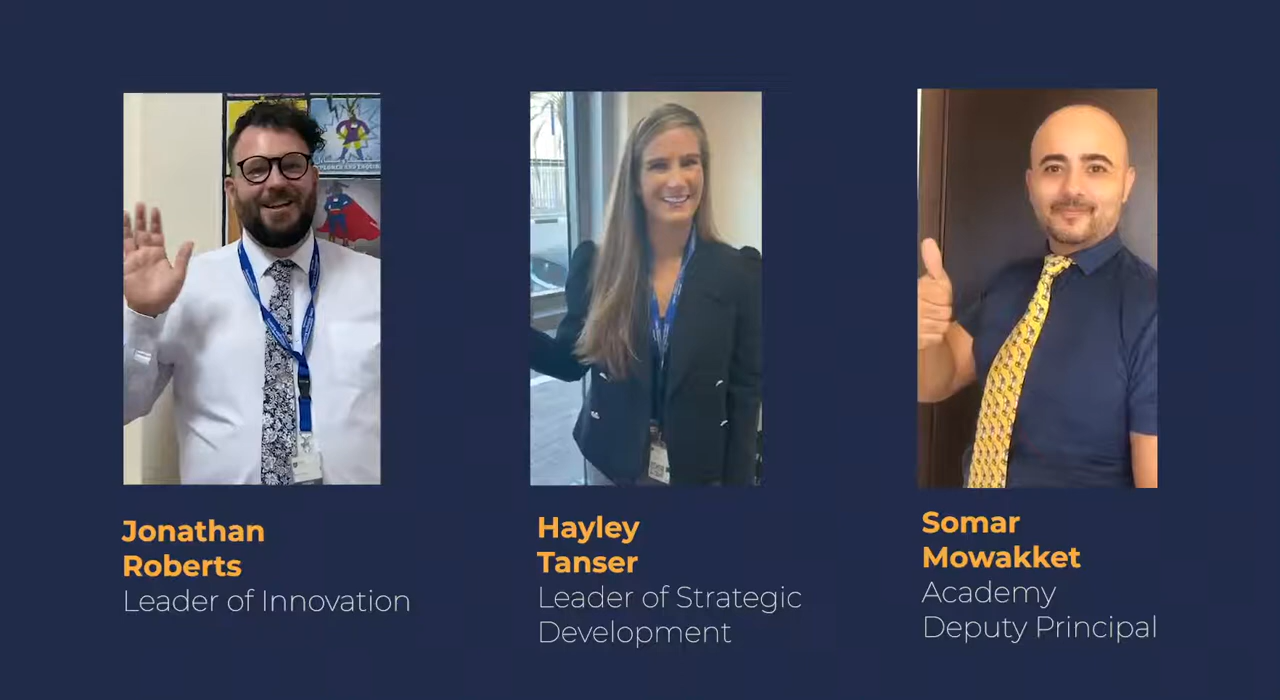 Jonathan
Roberts
Leader of Innovation
Hayley
Tanser
Leader of Strategic
Development
Somar
Mowakket
Academy
Deputy Principal